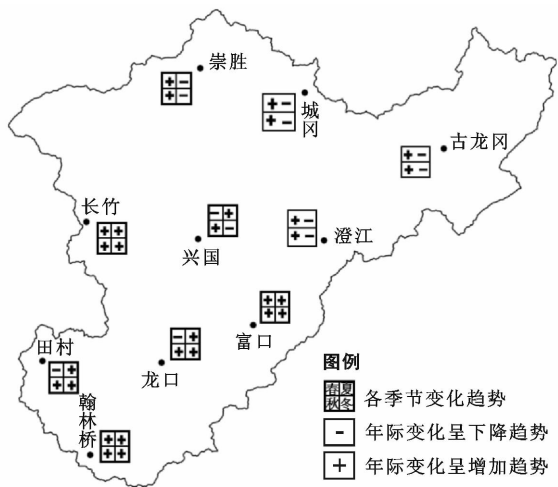 崇胜
+ -
+ -
城冈
+ -
+ -
古龙冈
+ -
+ -
长竹
+ +
+ +
兴国
- +
+ -
澄江
+ -
+ -
富口
+ +
+ +
田村
- +
+ +
龙口
- +
+ +
翰林桥
+ +
+ +
图例
春夏
秋冬
各季节变化趋势
- 年际变化呈下降趋势
+ 年际变化呈增加趋势